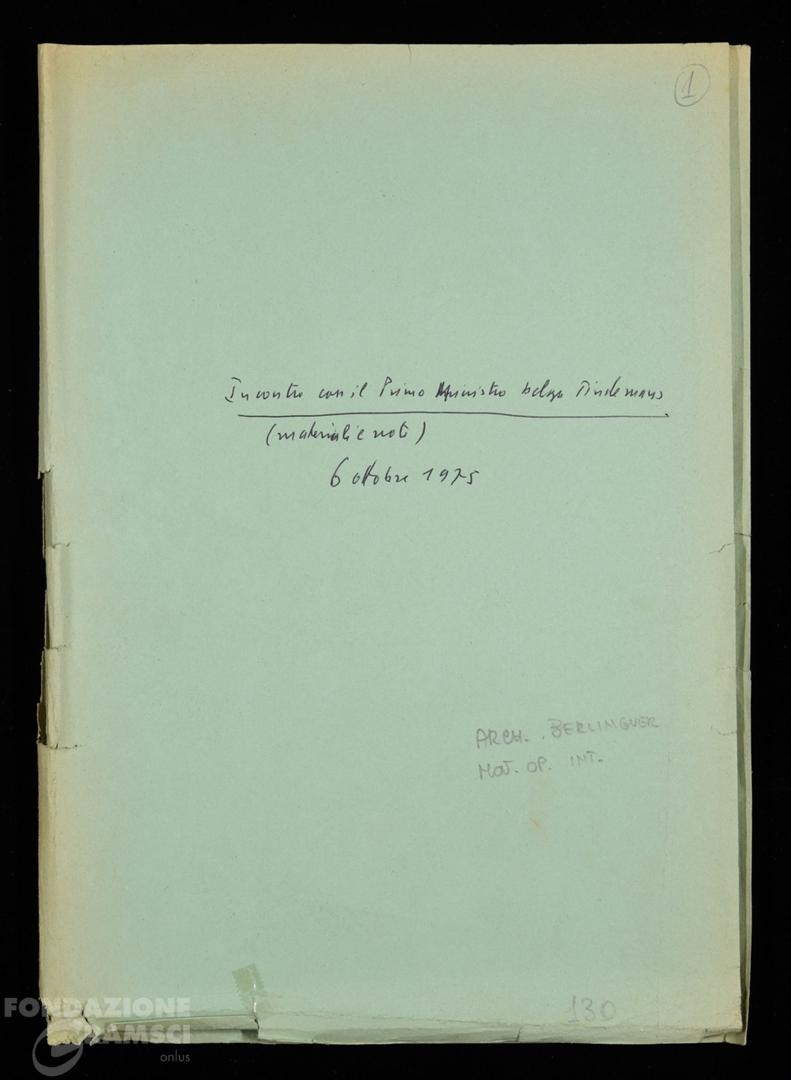 1
Incontro con il Primo Ministro belga Tindemans
(materiali e note)
6 ottobre 1975
ARCH. BERLINGUER
MOV. OP. INT.
130
FONDAZIONE
GRAMSCI
onlus